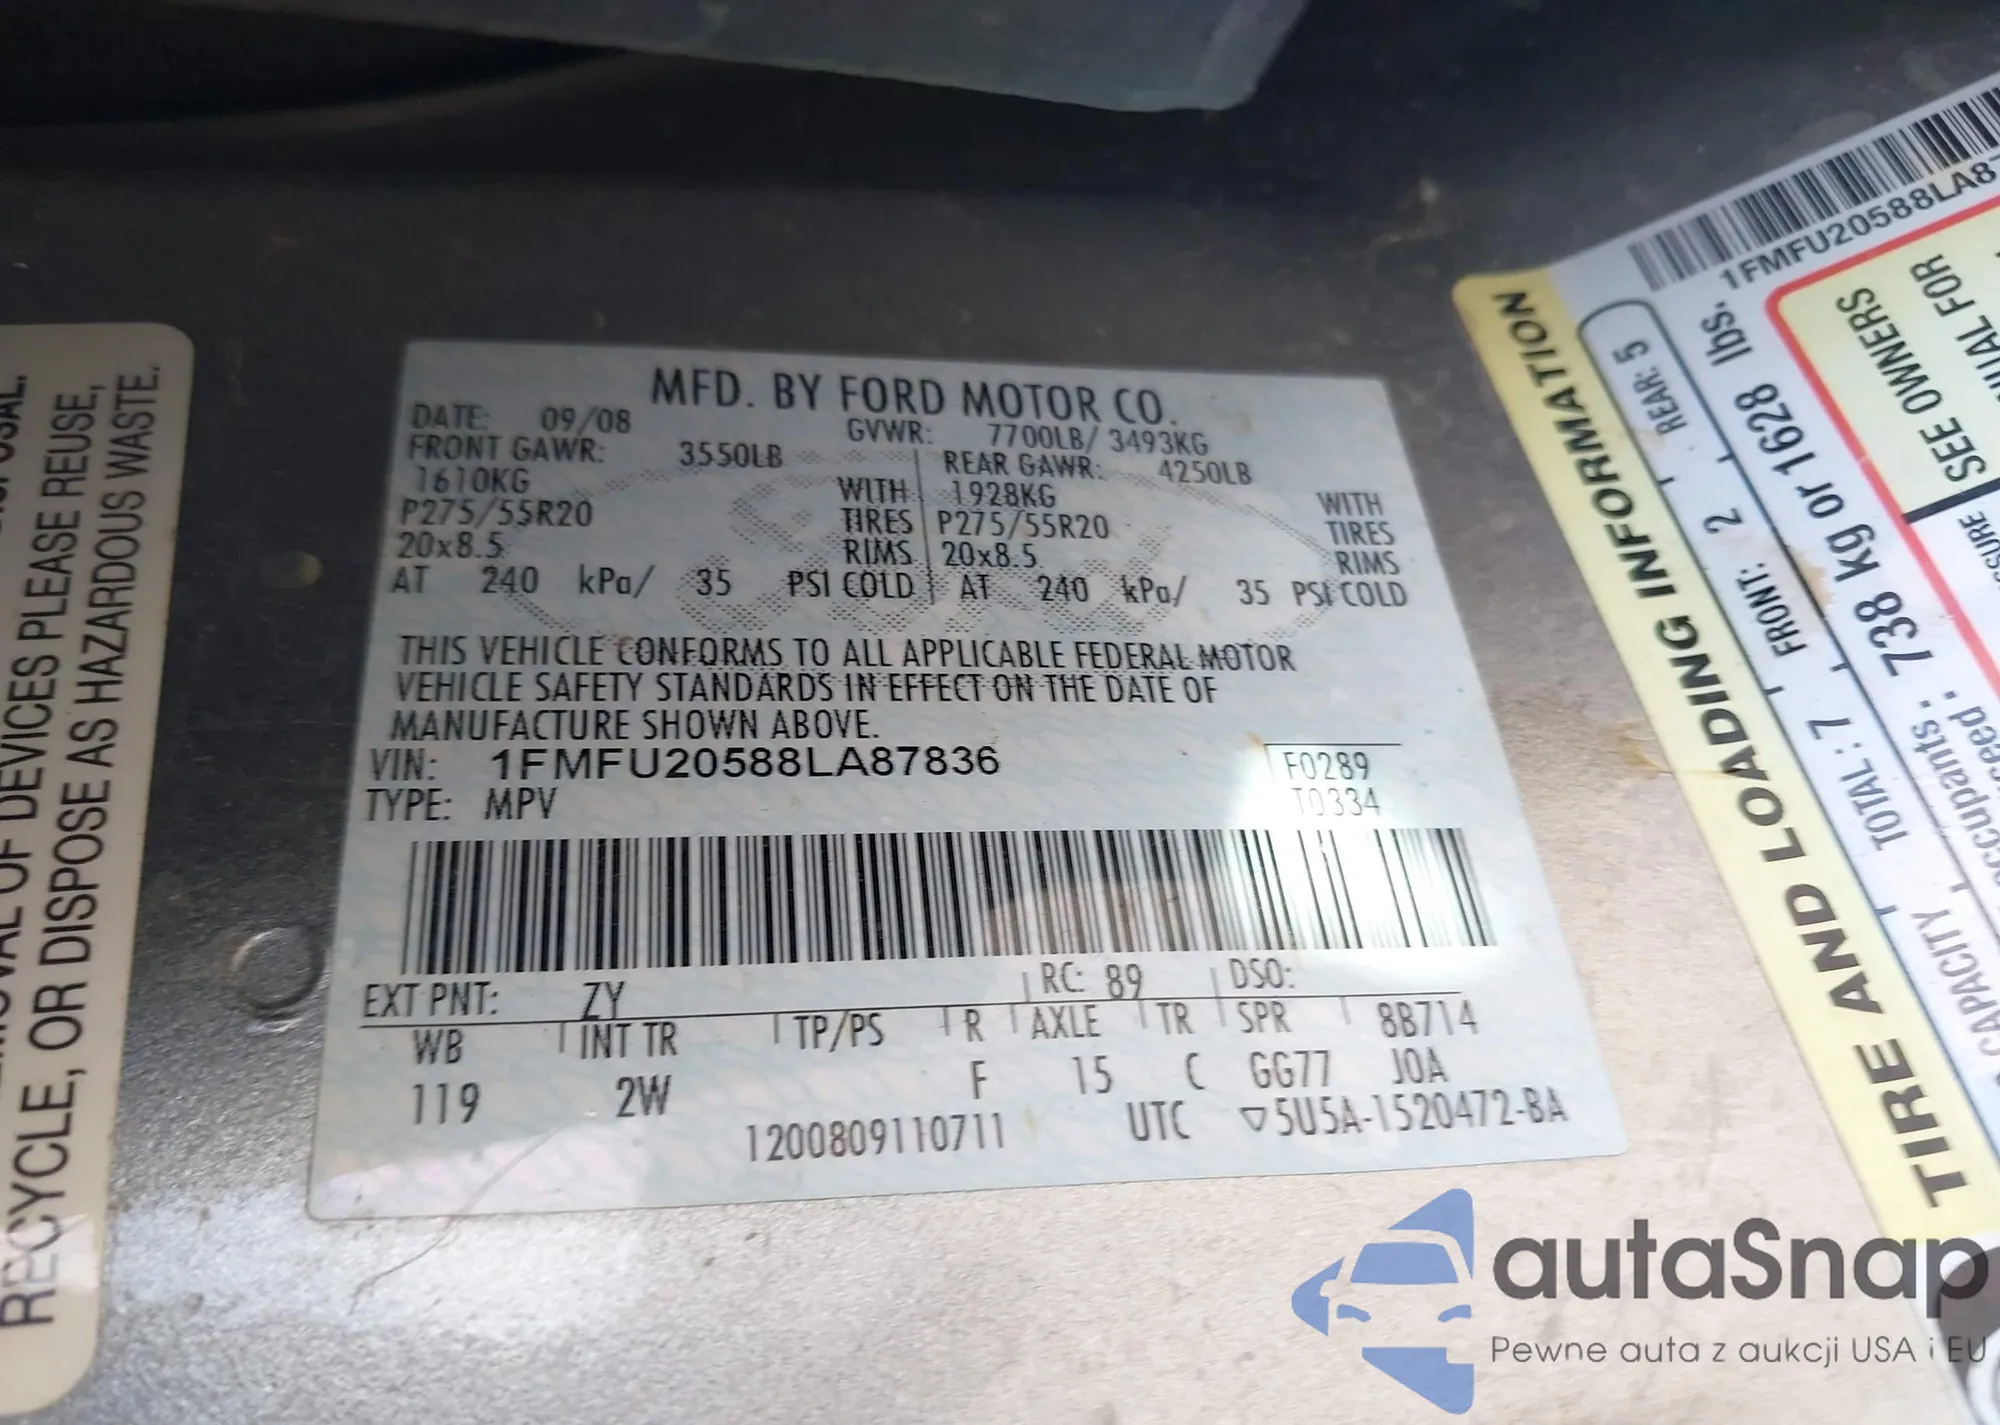 USAL.
DEVICES PLEASE REUSE,
RECYCLE, OR DISPOSE AS HAZARDOUS WASTE.
MFD. BY FORD MOTOR CO.
DATE: 09/08 GVWR: 7700LB/ 3493KG
FRONT GAWR: 3550LB REAR GAWR: 4250LB
1610KG WITH 1928KG WITH
P275/55R20 TIRES P275/55R20 TIRES
20x8.5 RIMS 20x8.5 RIMS
AT 240 kPa/ 35 PSI COLD AT 240 kPa/ 35 PSI COLD
THIS VEHICLE CONFORMS TO ALL APPLICABLE FEDERAL MOTOR
VEHICLE SAFETY STANDARDS IN EFFECT ON THE DATE OF
MANUFACTURE SHOWN ABOVE.
VIN: 1FMFU20588LA87836 F0289
TYPE: MPV T0334
EXT PNT: ZY RC: 89 DSO:
WB INT TR TP/PS R AXLE TR SPR 8B714
119 2W F 15 C GG77 JOA
1200809110711 UTC ▽5U5A-1520472-BA
1FMFU20588LA87
TIRE AND LOADING INFORMATION
TOTAL: 7 FRONT: 2 REAR: 5
738 kg or 1628 lbs.
SEE OWNERS
FOR
CAPACITY
autaSnap
Pewne auta z aukcji USA i EU